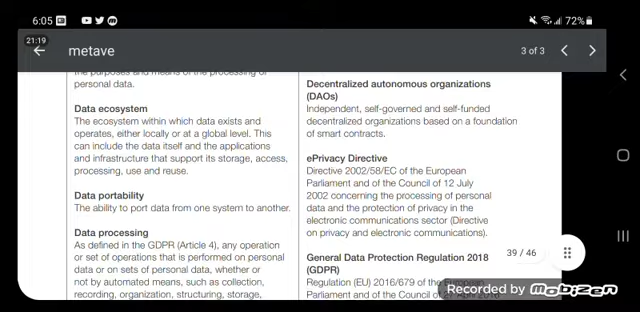 6:05
72%
21:19
metave
3 of 3
the purposes and means of the processing of
personal data.
Data ecosystem
The ecosystem within which data exists and
operates, either locally or at a global level. This
can include the data itself and the applications
and infrastructure that support its storage, access,
processing, use and reuse.
Data portability
The ability to port data from one system to another.
Data processing
As defined in the GDPR (Article 4), any operation
or set of operations that is performed on personal
data or on sets of personal data, whether or
not by automated means, such as collection,
recording, organization, structuring, storage,
Decentralized autonomous organizations
(DAOs)
Independent, self-governed and self-funded
decentralized organizations based on a foundation
of smart contracts.
ePrivacy Directive
Directive 2002/58/EC of the European
Parliament and of the Council of 12 July
2002 concerning the processing of personal
data and the protection of privacy in the
electronic communications sector (Directive
on privacy and electronic communications).
General Data Protection Regulation 2018
(GDPR)
Regulation (EU) 2016/679 of the European
Parliament and of the Council of 27 April 2016
39 / 46
Recorded by Mobizen